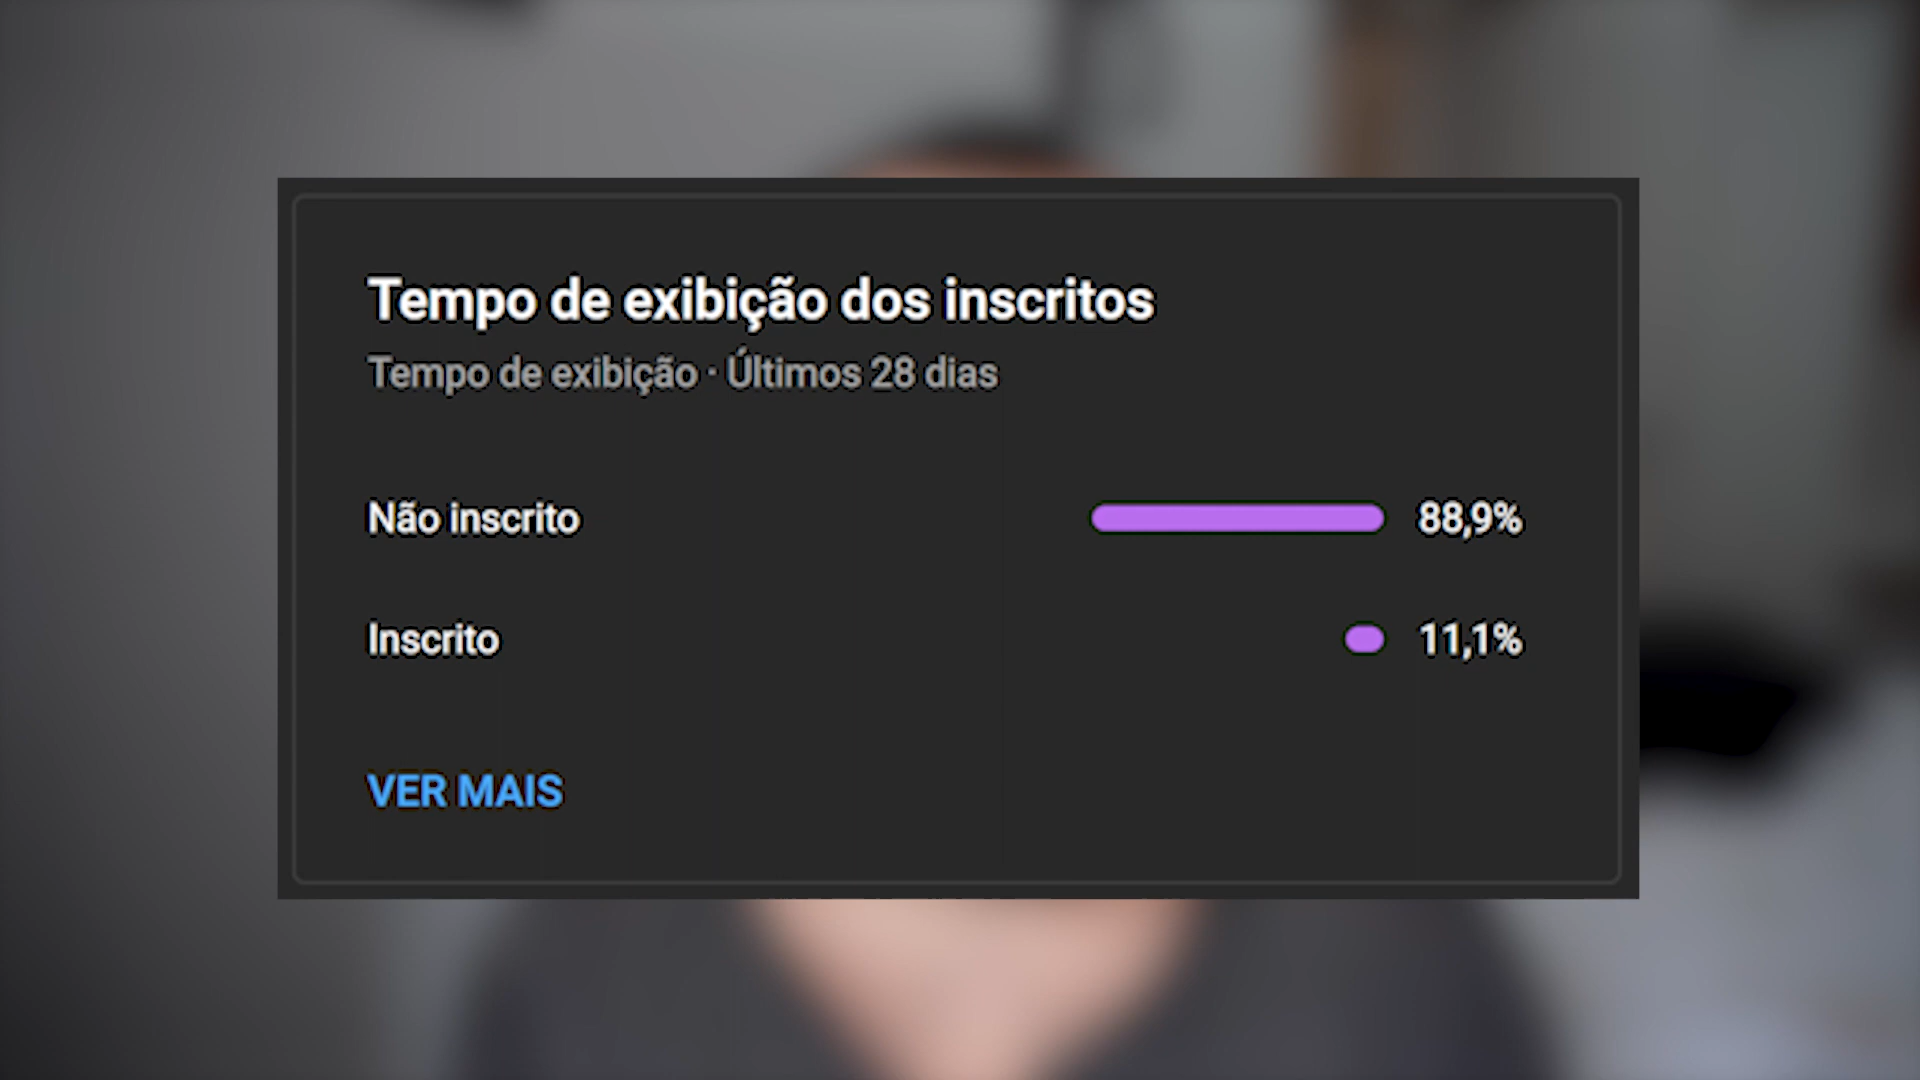 Tempo de exibição dos inscritos
Tempo de exibição · Últimos 28 dias
Não inscrito 88,9%
Inscrito 11,1%
VER MAIS